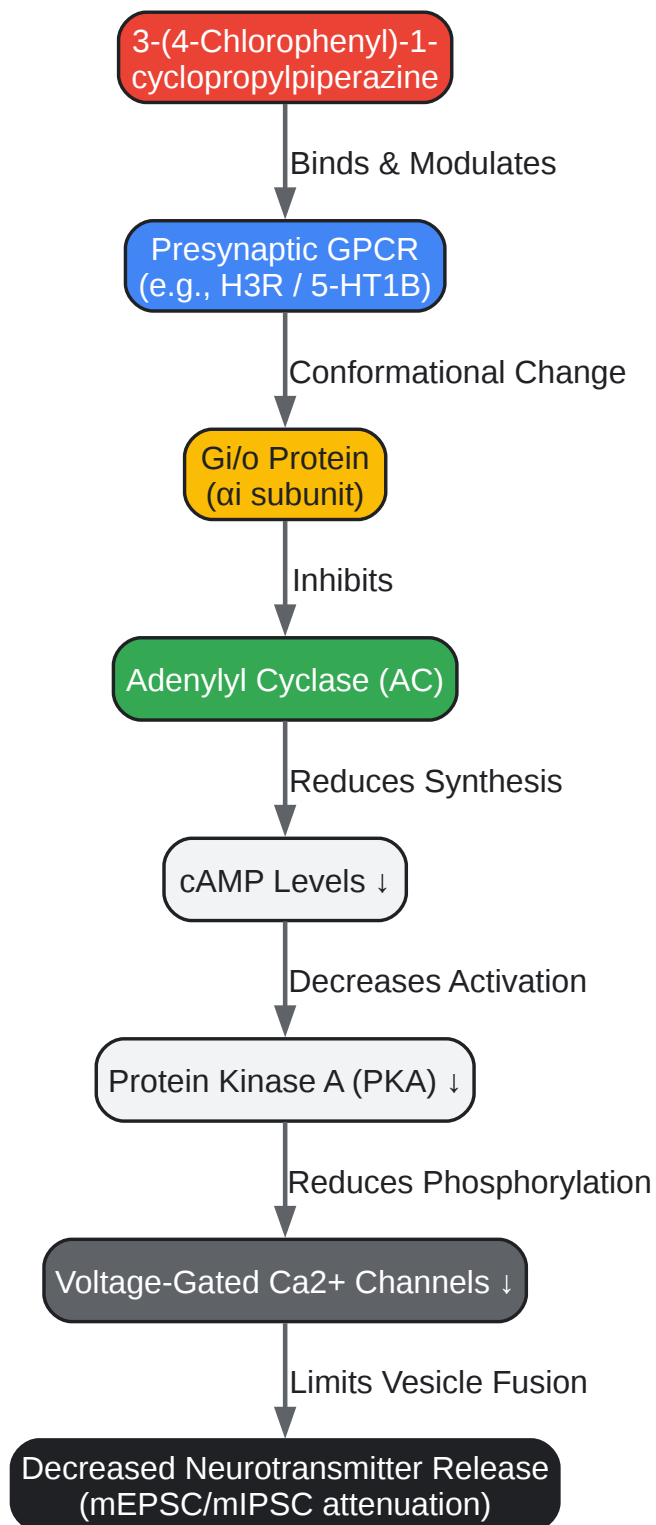 3-(4-Chlorophenyl)-1-
cyclopropylpiperazine
Binds & Modulates
Presynaptic GPCR
(e.g., H3R / 5-HT1B)
Conformational Change
Gi/o Protein
(αi subunit)
Inhibits
Adenylyl Cyclase (AC)
Reduces Synthesis
cAMP Levels ↓
Decreases Activation
Protein Kinase A (PKA) ↓
Reduces Phosphorylation
Voltage-Gated Ca2+ Channels ↓
Limits Vesicle Fusion
Decreased Neurotransmitter Release
(mEPSC/mIPSC attenuation)